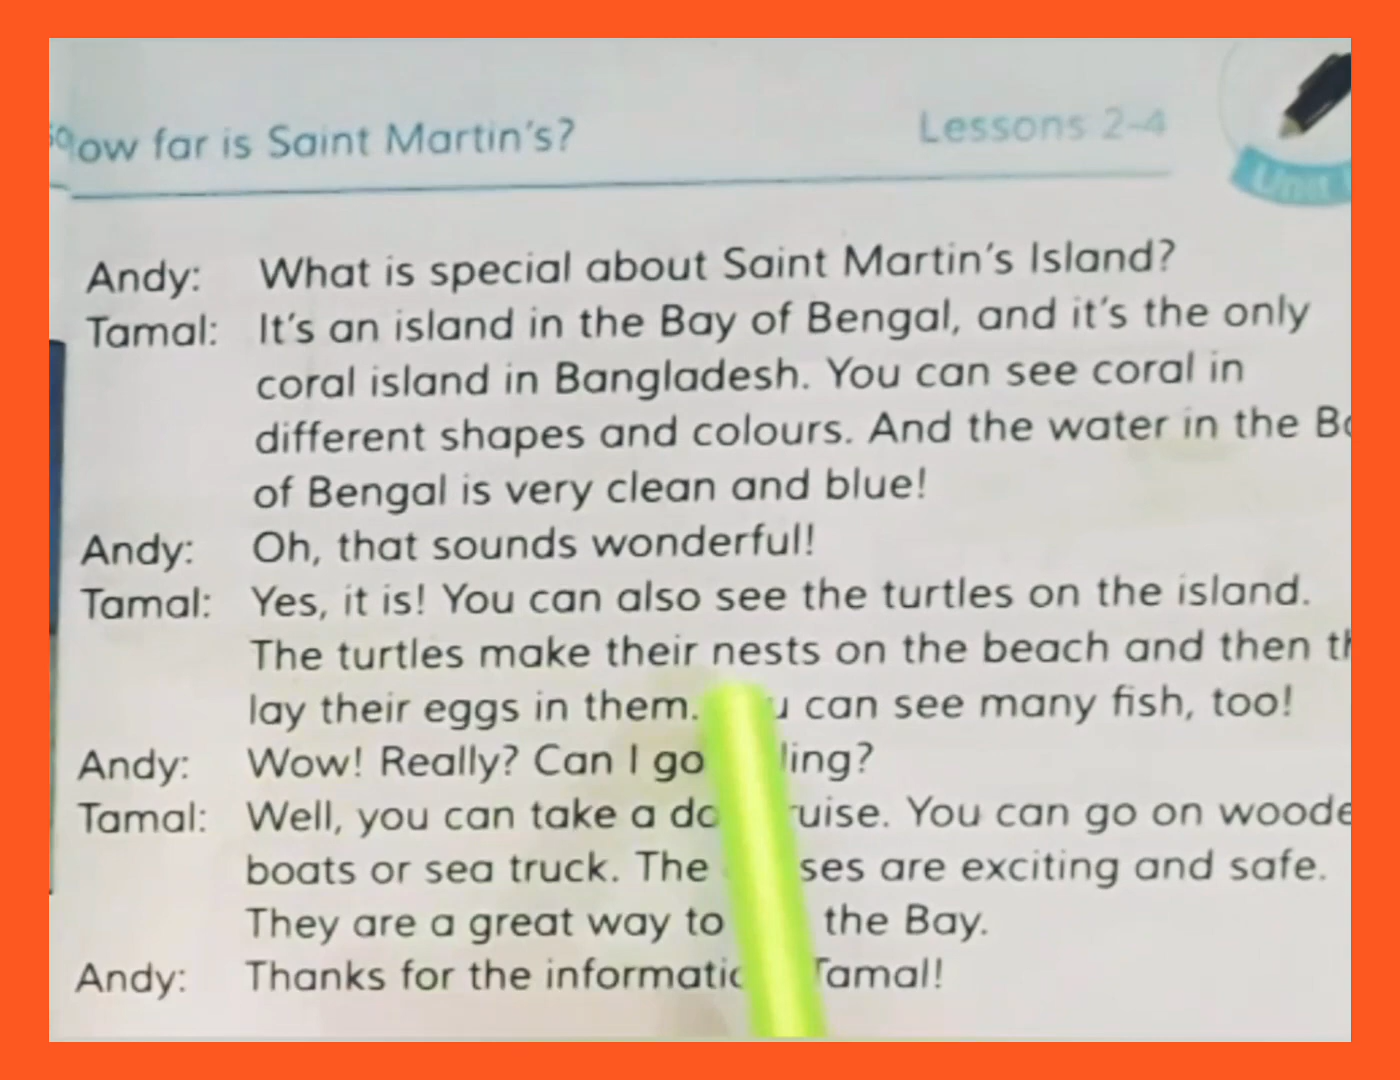 ow far is Saint Martin's?
Lessons 2-4
Unit
Andy: What is special about Saint Martin's Island?
Tamal: It's an island in the Bay of Bengal, and it's the only
coral island in Bangladesh. You can see coral in
different shapes and colours. And the water in the
of Bengal is very clean and blue!
Andy: Oh, that sounds wonderful!
Tamal: Yes, it is! You can also see the turtles on the island.
The turtles make their nests on the beach and then
lay their eggs in them. can see many fish, too!
Andy: Wow! Really? Can I go
Tamal: Well, you can take a You can go on
boats or sea truck. The are exciting and safe.
They are a great way to the Bay.
Andy: Thanks for the Tamal!